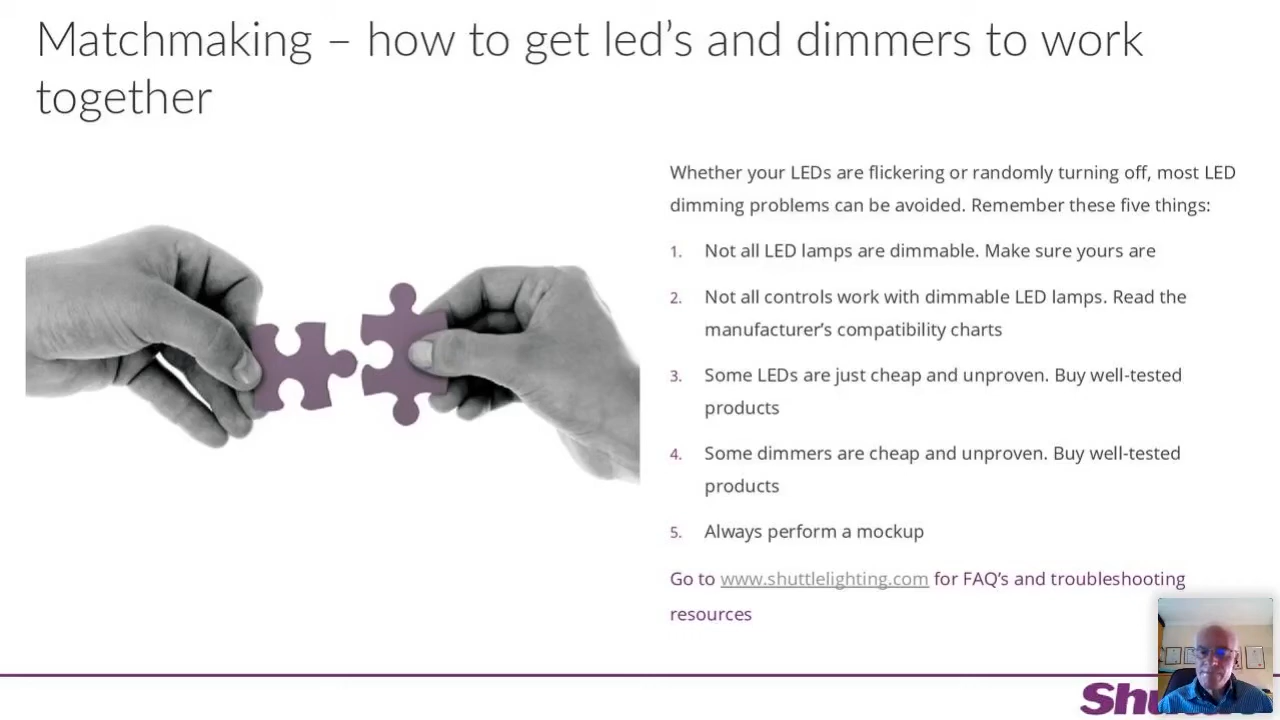 Matchmaking – how to get led’s and dimmers to work
together
Whether your LEDs are flickering or randomly turning off, most LED
dimming problems can be avoided. Remember these five things:
1. Not all LED lamps are dimmable. Make sure yours are
2. Not all controls work with dimmable LED lamps. Read the
manufacturer’s compatibility charts
3. Some LEDs are just cheap and unproven. Buy well-tested
products
4. Some dimmers are cheap and unproven. Buy well-tested
products
5. Always perform a mockup
Go to www.shuttlelighting.com for FAQ’s and troubleshooting
resources